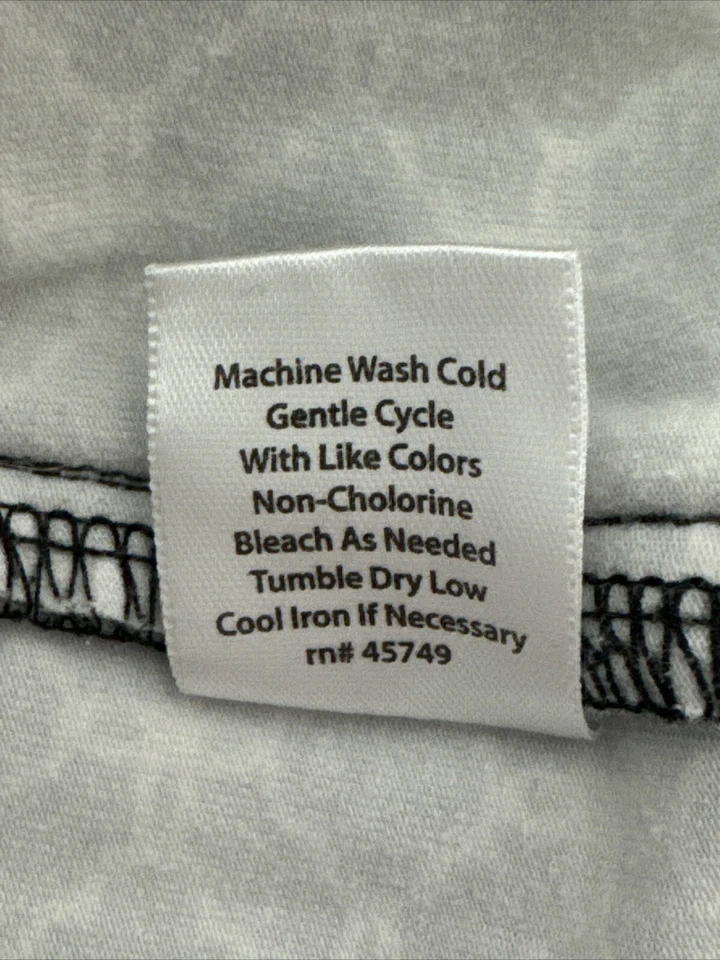 Machine Wash Cold
Gentle Cycle
With Like Colors
Non-Cholorine
Bleach As Needed
Tumble Dry Low
Cool Iron If Necessary
rn# 45749